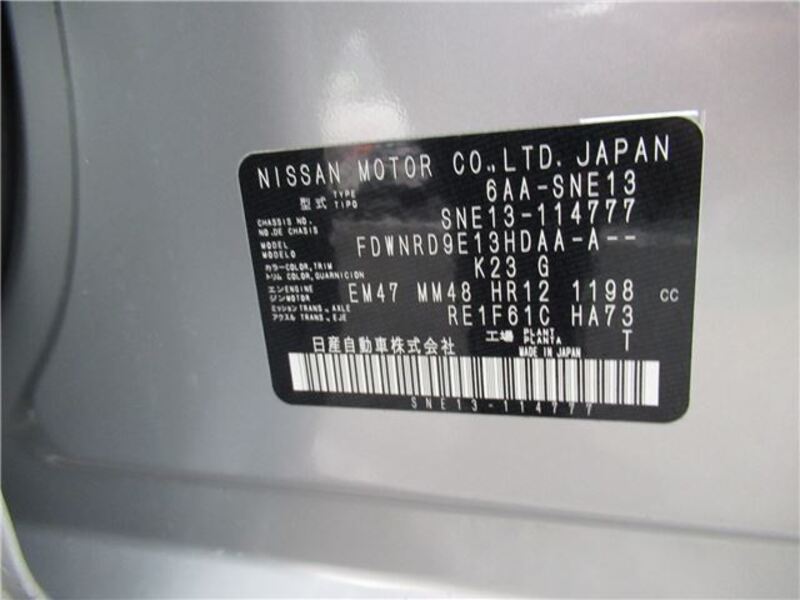 NISSAN MOTOR CO.,LTD. JAPAN
型式 TYPE TIPO 6AA-SNE13
CHASSIS NO. NO.DE CHASIS SNE13-114777
MODEL MODELO FDWNRD9E13HDAA-A--
カラー COLOR, TRIM トリム COLOR, GUARNICION K23 G
エンジン ENGINE MOTOR EM47 MM48 HR12 1198 CC
ミッション TRANS., AXLE アクスル TRANS., EJE RE1F61C HA73
日産自動車株式会社 工場 PLANT PLANTA T
MADE IN JAPAN
SNE13-114777